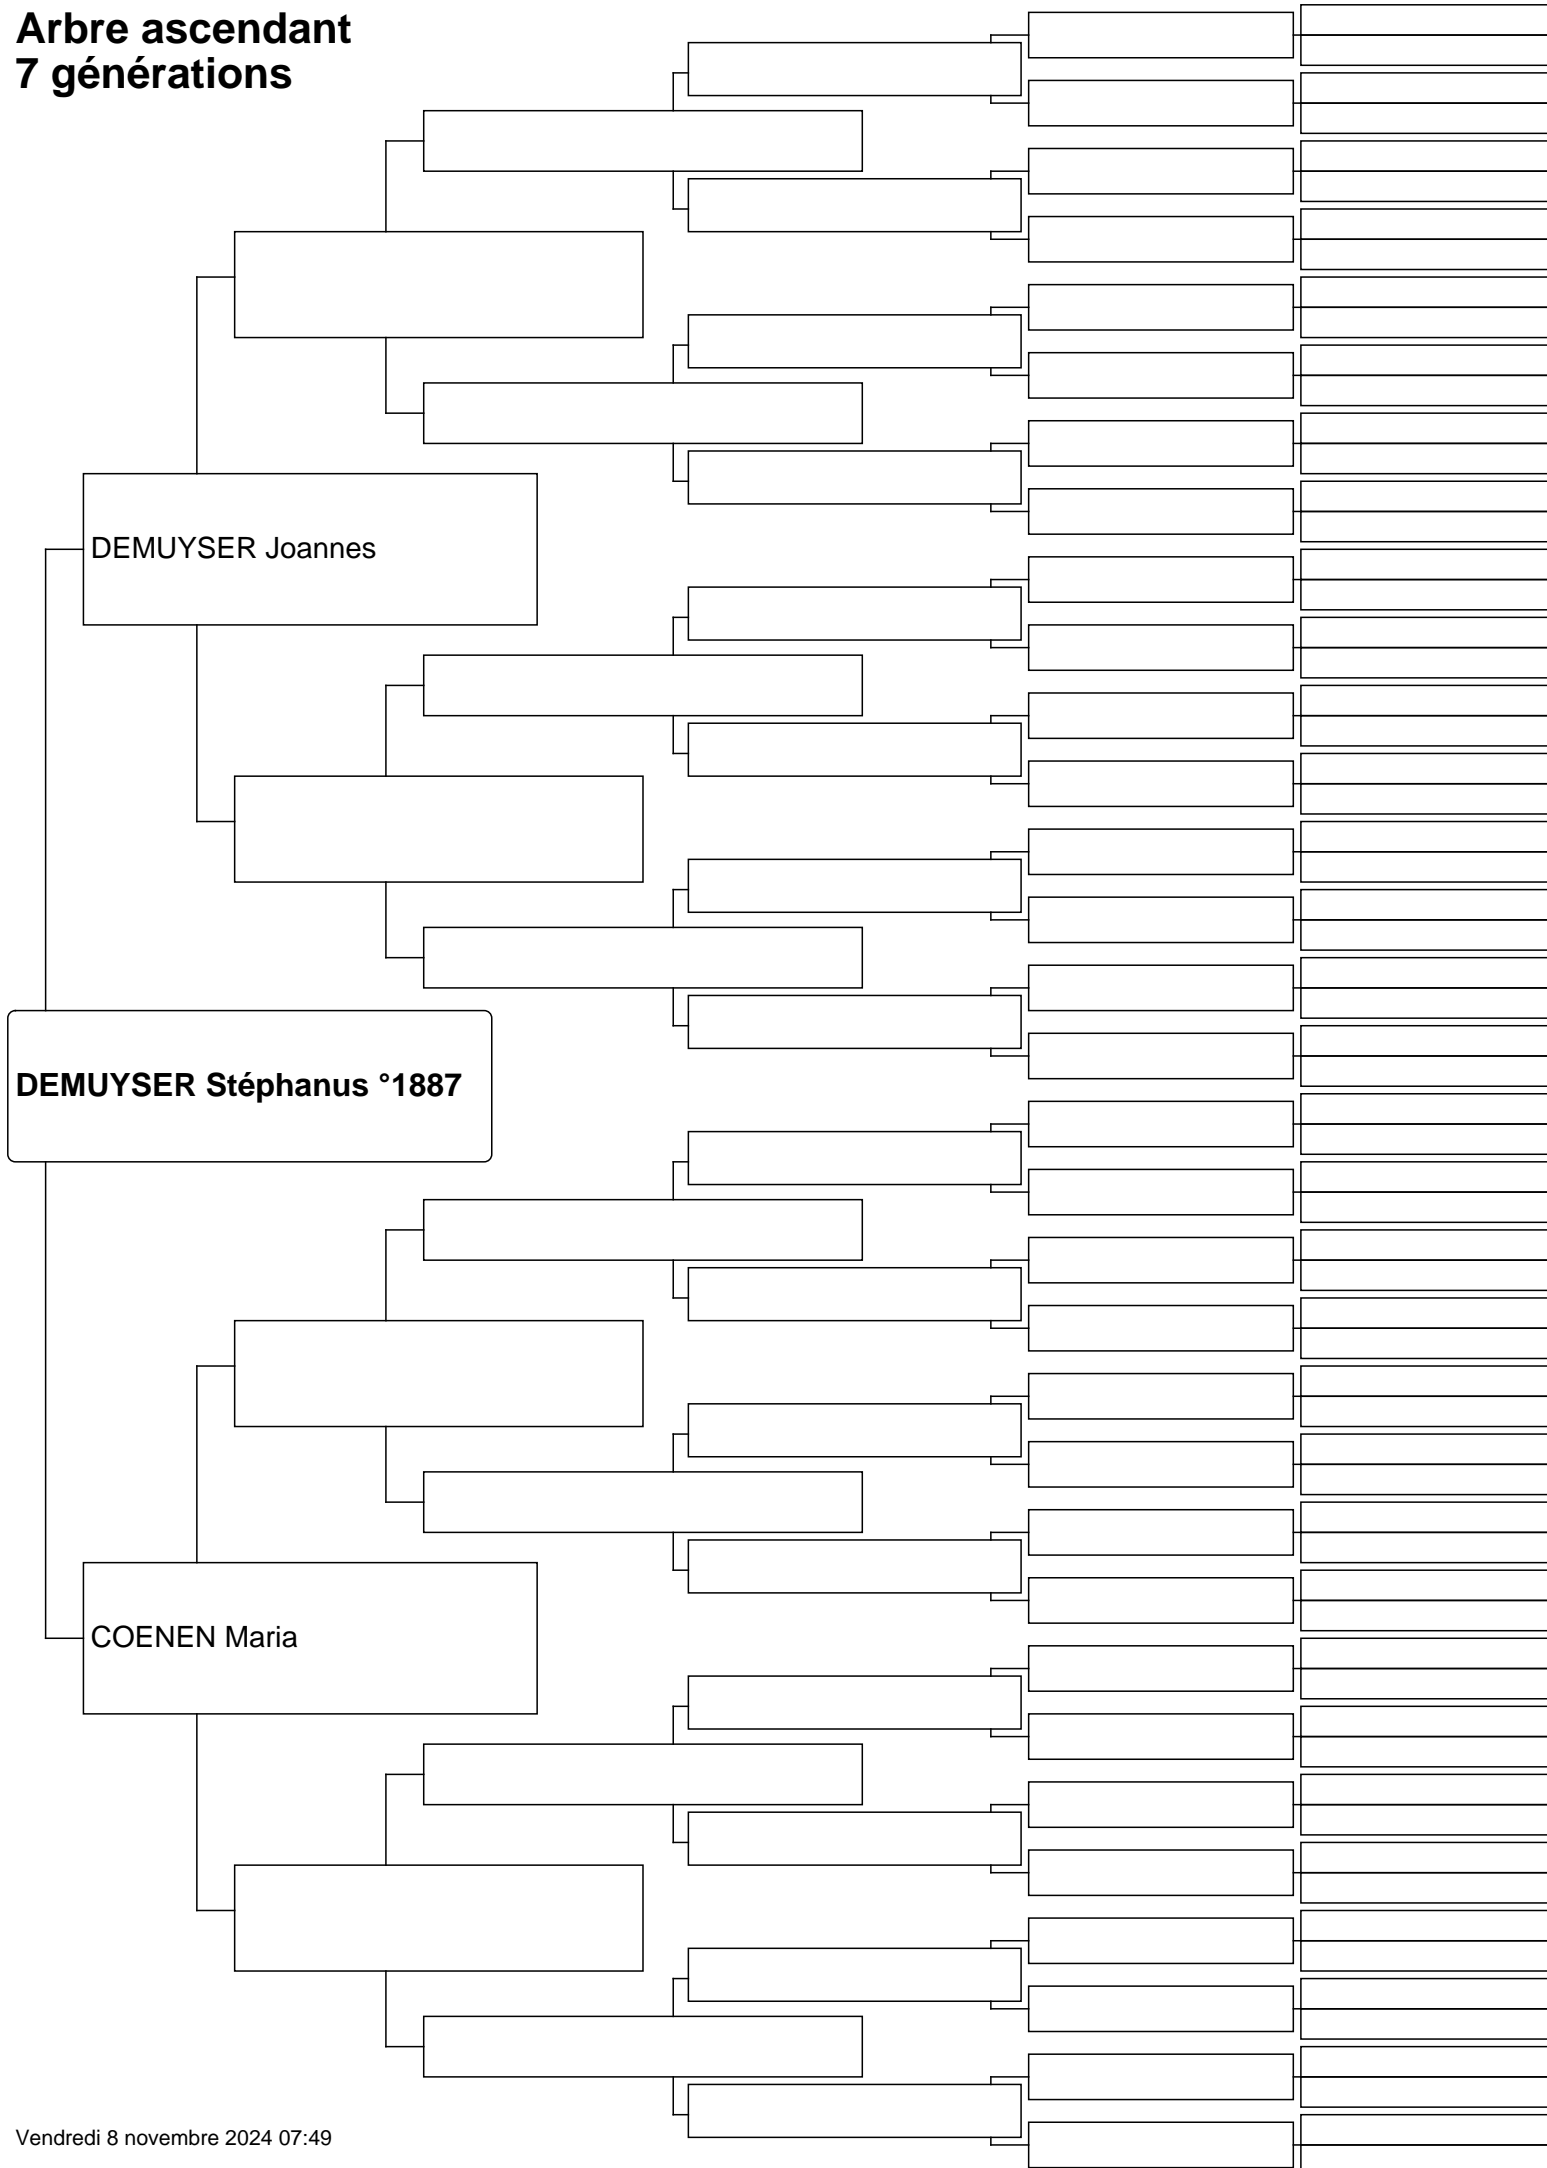 Arbre ascendant
7 générations
DEMUYSER Joannes
DEMUYSER Stéphanus °1887
COENEN Maria
Vendredi 8 novembre 2024 07:49